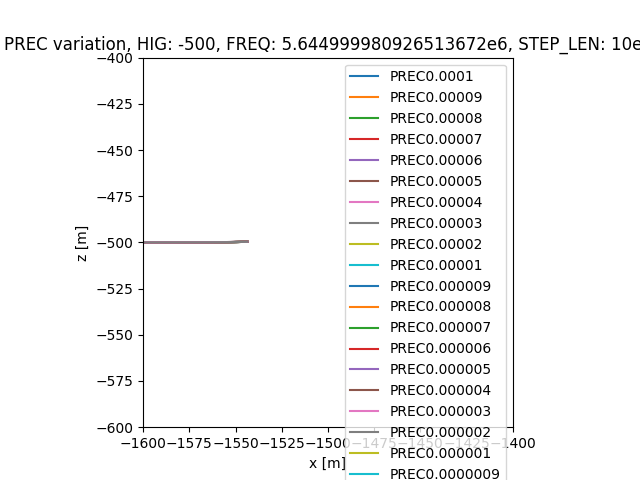 PREC variation, HIG: -500, FREQ: 5.644999980926513672e6, STEP_LEN: 10e
−400
−425
−450
−475
−500
−525
−550
−575
−600
z [m]
PREC0.0001
PREC0.00009
PREC0.00008
PREC0.00007
PREC0.00006
PREC0.00005
PREC0.00004
PREC0.00003
PREC0.00002
PREC0.00001
PREC0.000009
PREC0.000008
PREC0.000007
PREC0.000006
PREC0.000005
PREC0.000004
PREC0.000003
PREC0.000002
PREC0.000001
PREC0.0000009
−1600 −1575 −1550 −1525 −1500 −1475 −1450 −1425 −1400
x [m]